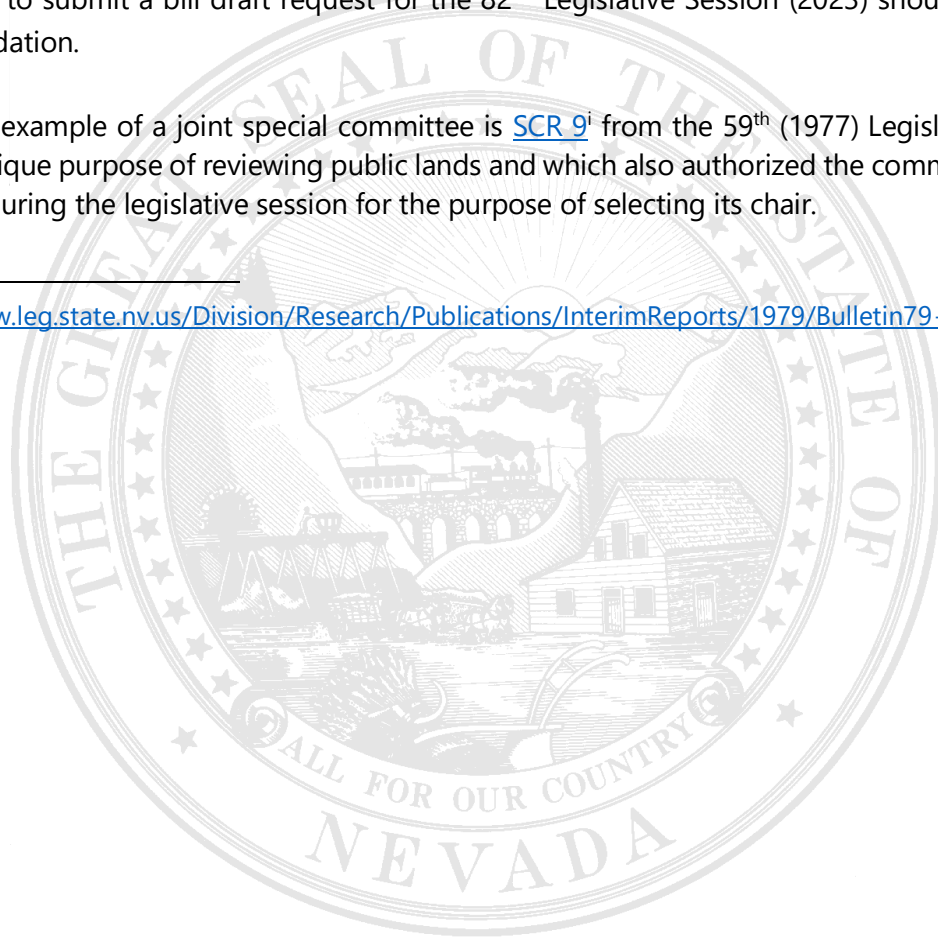 to submit a bill draft request for the 82 Legislative Session (2023) shou
dation.
example of a joint special committee is SCR 9i from the 59th (1977) Legisl
ique purpose of reviewing public lands and which also authorized the comm
uring the legislative session for the purpose of selecting its chair.
w.leg.state.nv.us/Division/Research/Publications/InterimReports/1979/Bulletin79-
THE GREAT SEAL OF THE STATE OF
ALL FOR OUR COUNTRY
NEVADA